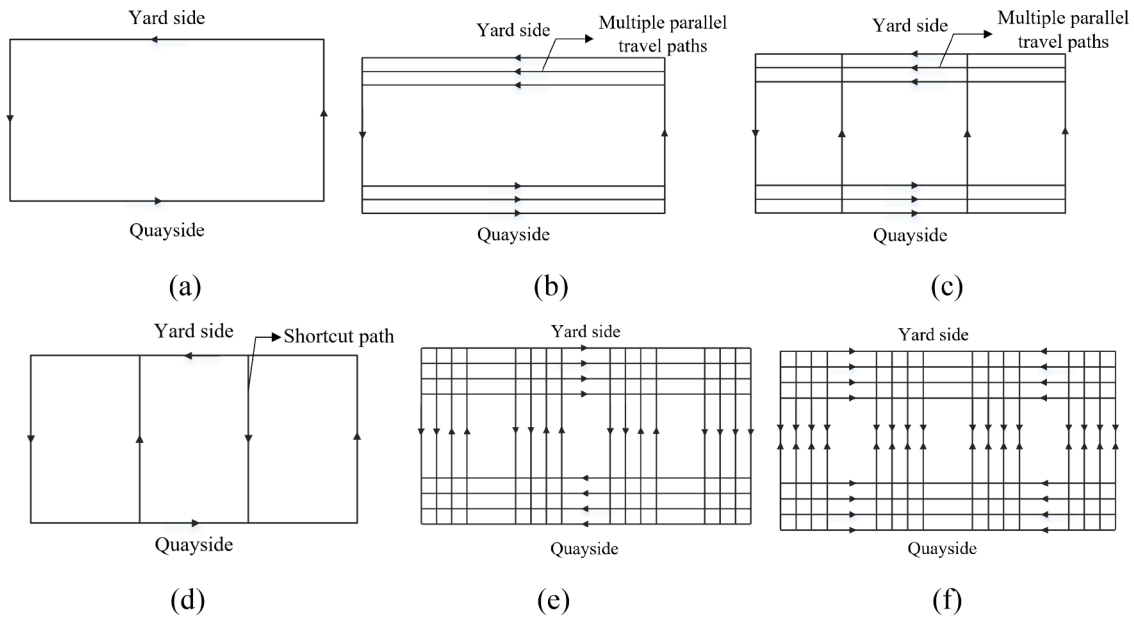 Yard side
Quayside
(a)
Yard side
Multiple parallel
travel paths
Quayside
(b)
Yard side
Multiple parallel
travel paths
Quayside
(c)
Yard side
Shortcut path
Quayside
(d)
Yard side
Quayside
(e)
Yard side
Quayside
(f)